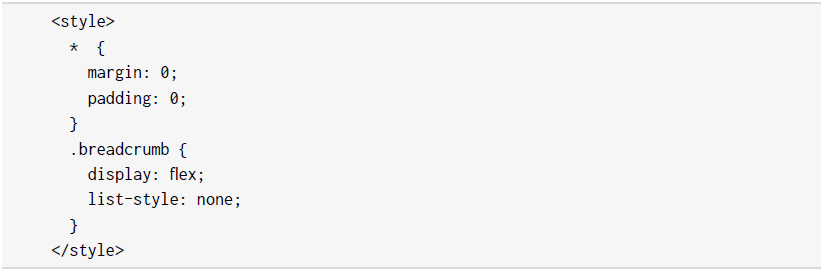 <style>
  *  {
    margin: 0;
    padding: 0;
  }
  .breadcrumb {
    display: flex;
    list-style: none;
  }
</style>